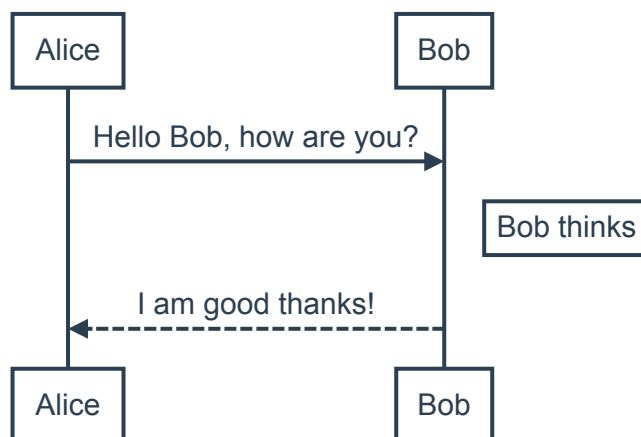 Alice
Bob
Hello Bob, how are you?
Bob thinks
I am good thanks!
Alice
Bob